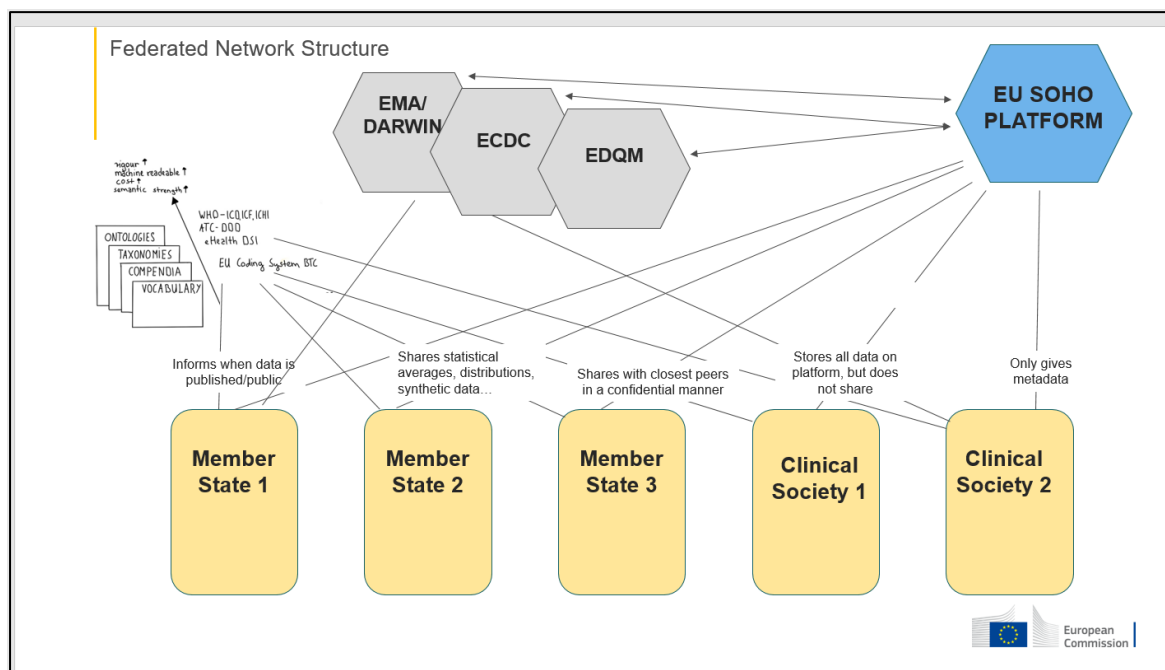 Federated Network Structure
EMA/
DARWIN
ECDC
EDQM
EU SOHO
PLATFORM
rigour ↑
machine readeable ↑
cost ↑
semantic strength ↑
WHO-ICD,ICF,ICHI
ATC-DDD
eHealth DSI
EU Coding System BTC
...
ONTOLOGIES
TAXONOMIES
COMPENDIA
VOCABULARY
Informs when data is
published/public
Shares statistical
averages, distributions,
synthetic data…
Shares with closest peers
in a confidential manner
Stores all data on
platform, but does
not share
Only gives
metadata
Member
State 1
Member
State 2
Member
State 3
Clinical
Society 1
Clinical
Society 2
European
Commission